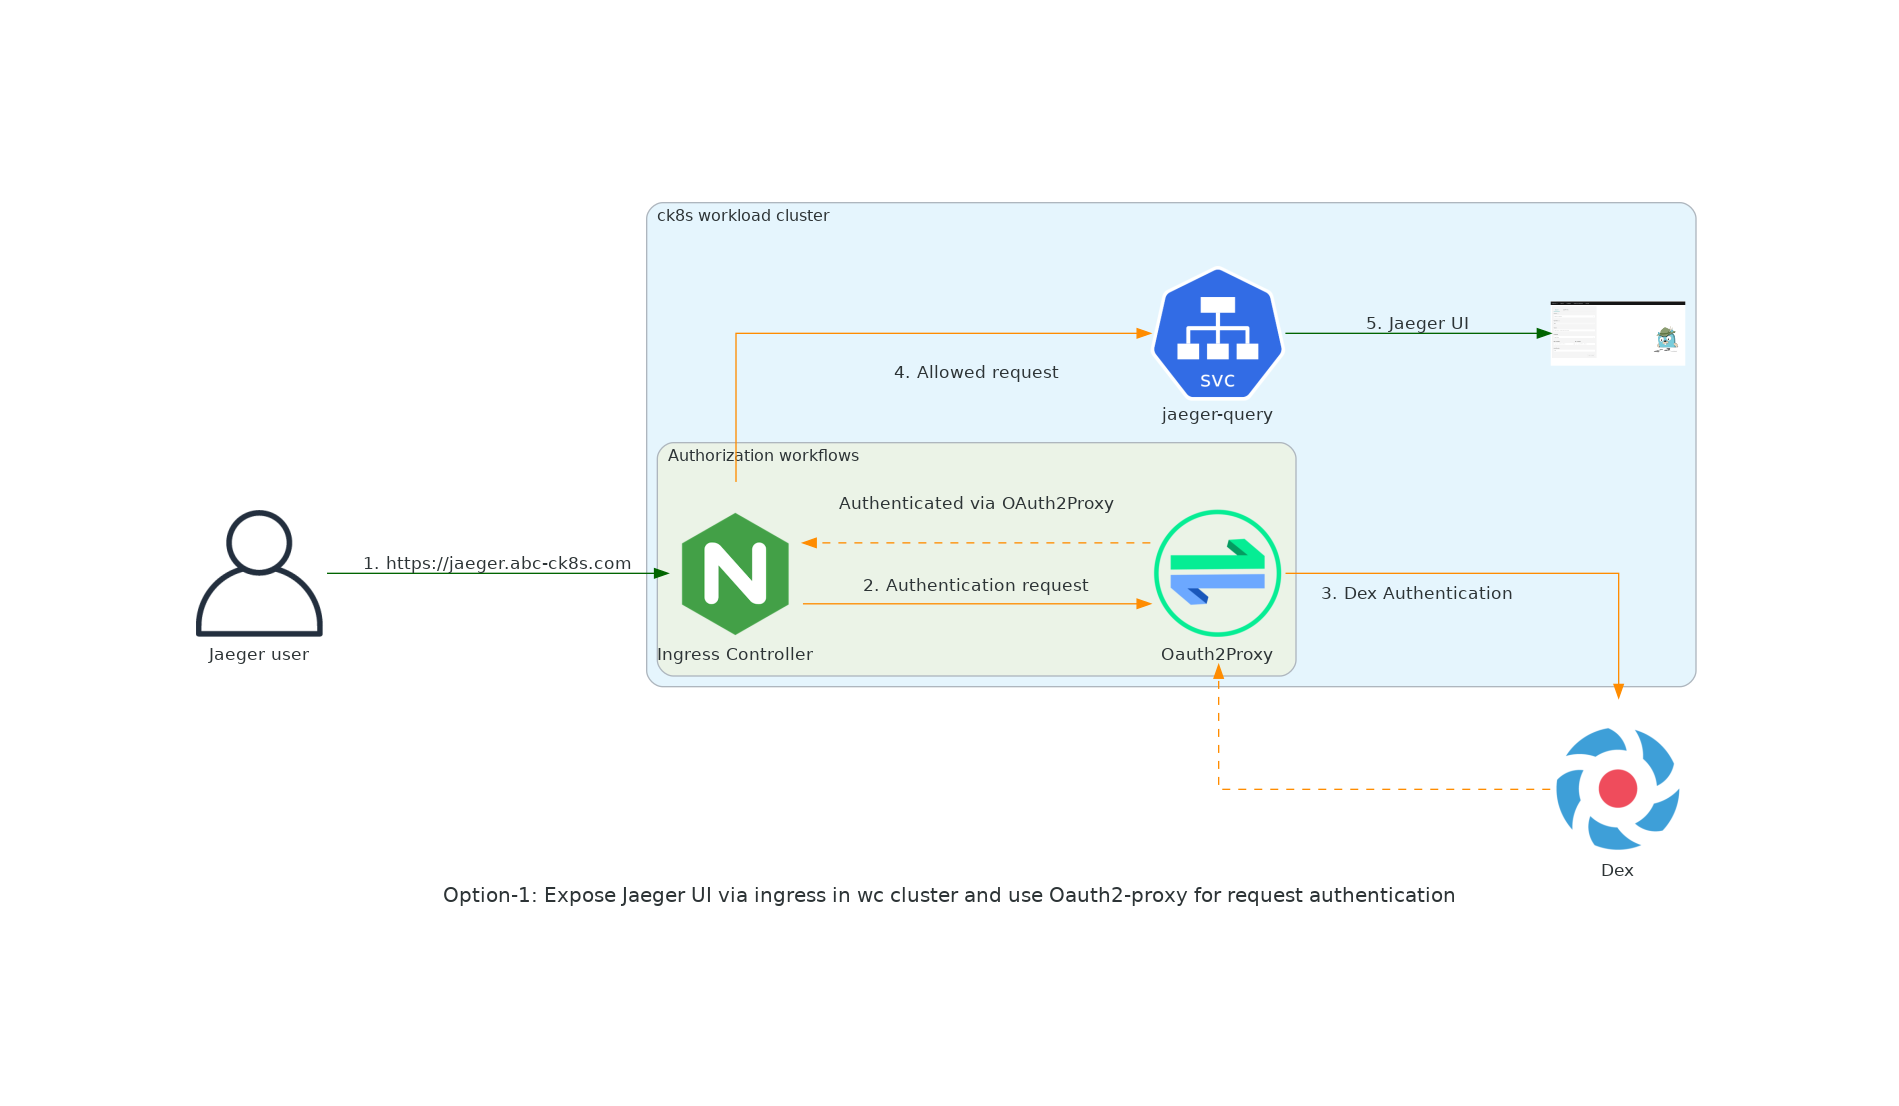 ck8s workload cluster
5. Jaeger UI
4. Allowed request
svc
jaeger-query
Authorization workflows
Authenticated via OAuth2Proxy
1. https://jaeger.abc-ck8s.com
2. Authentication request
3. Dex Authentication
Jaeger user
Ingress Controller
Oauth2Proxy
Dex
Option-1: Expose Jaeger UI via ingress in wc cluster and use Oauth2-proxy for request authentication